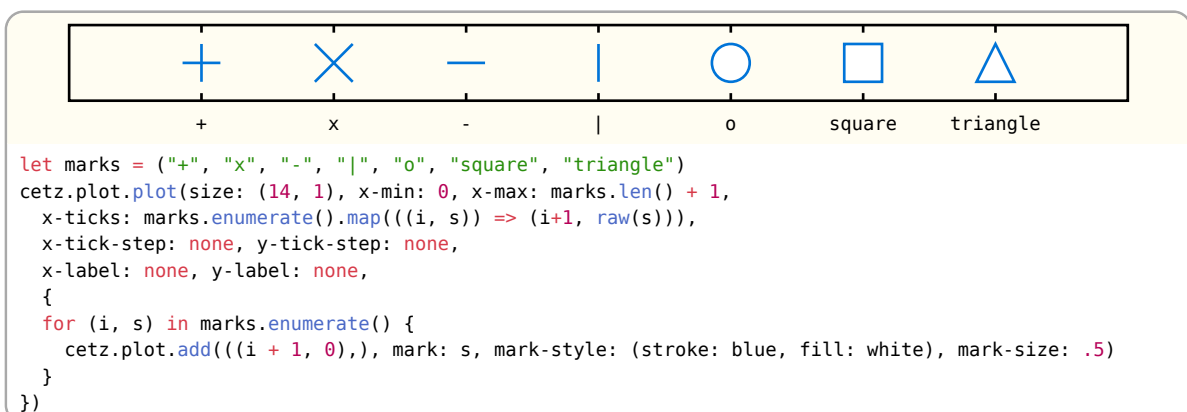 + x - | o square triangle
let marks = ("+", "x", "-", "|", "o", "square", "triangle")
cetz.plot.plot(size: (14, 1), x-min: 0, x-max: marks.len() + 1,
  x-ticks: marks.enumerate().map(((i, s)) => (i+1, raw(s))),
  x-tick-step: none, y-tick-step: none,
  x-label: none, y-label: none,
  {
  for (i, s) in marks.enumerate() {
    cetz.plot.add(((i + 1, 0),), mark: s, mark-style: (stroke: blue, fill: white), mark-size: .5)
  }
})